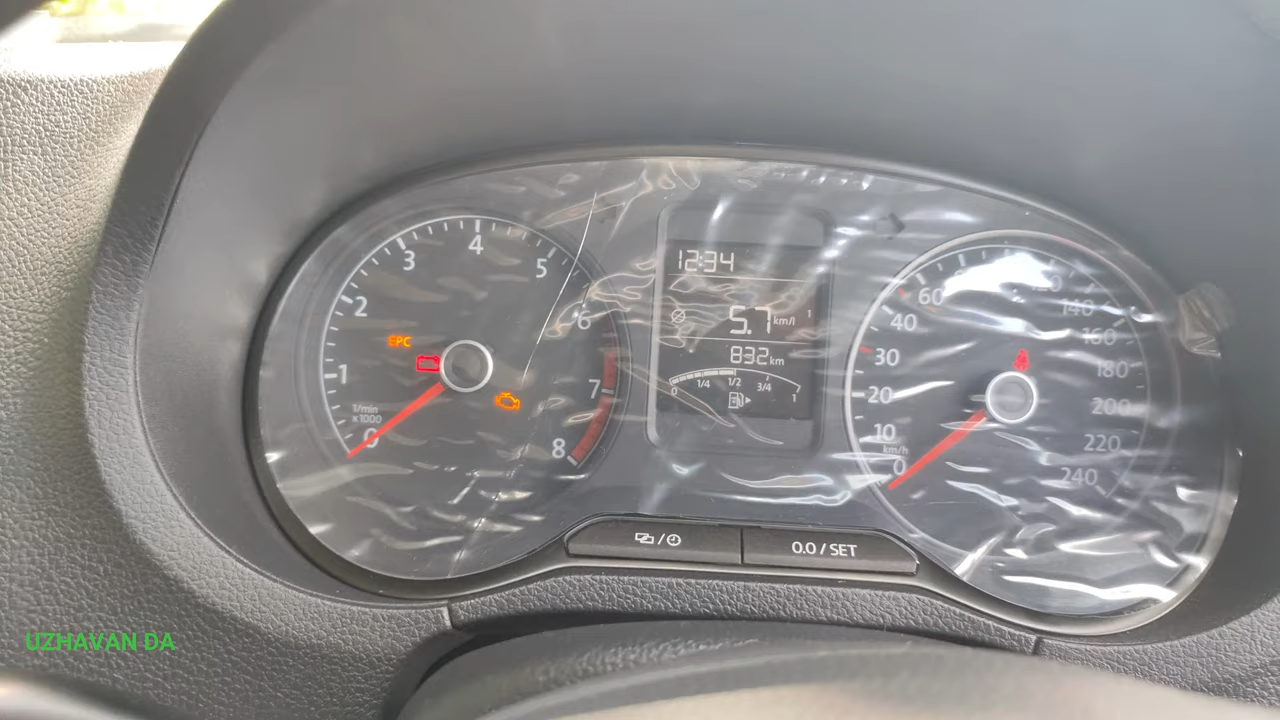 4
3
5
2
6
EPC
1
7
1/min
x1000
0
8
12:34
5.7 km/l 1
832 km
0 1/4 1/2 3/4 1
60
140
40
160
30
180
20
200
10
220
km/h
0
240
/
0.0 / SET
UZHAVAN DA